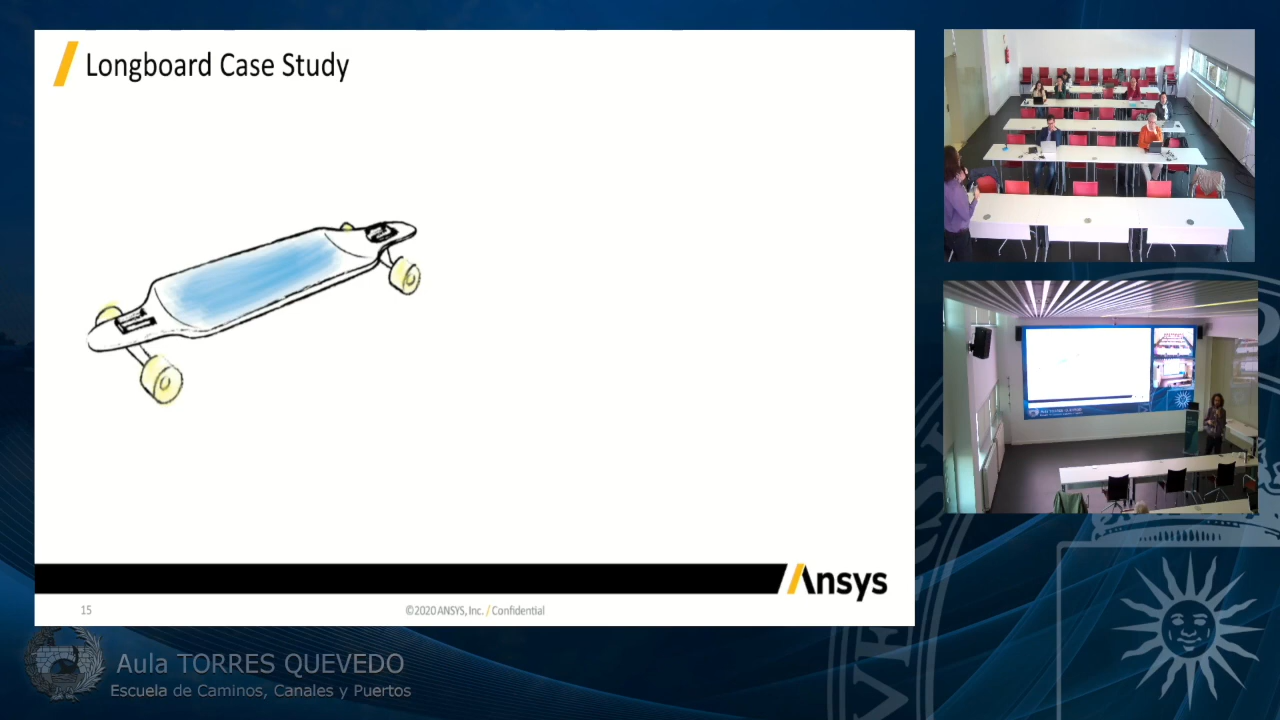 Longboard Case Study
Ansys
15
©2020 ANSYS, Inc. / Confidential
Aula TORRES QUEVEDO
Escuela de Caminos, Canales y Puertos